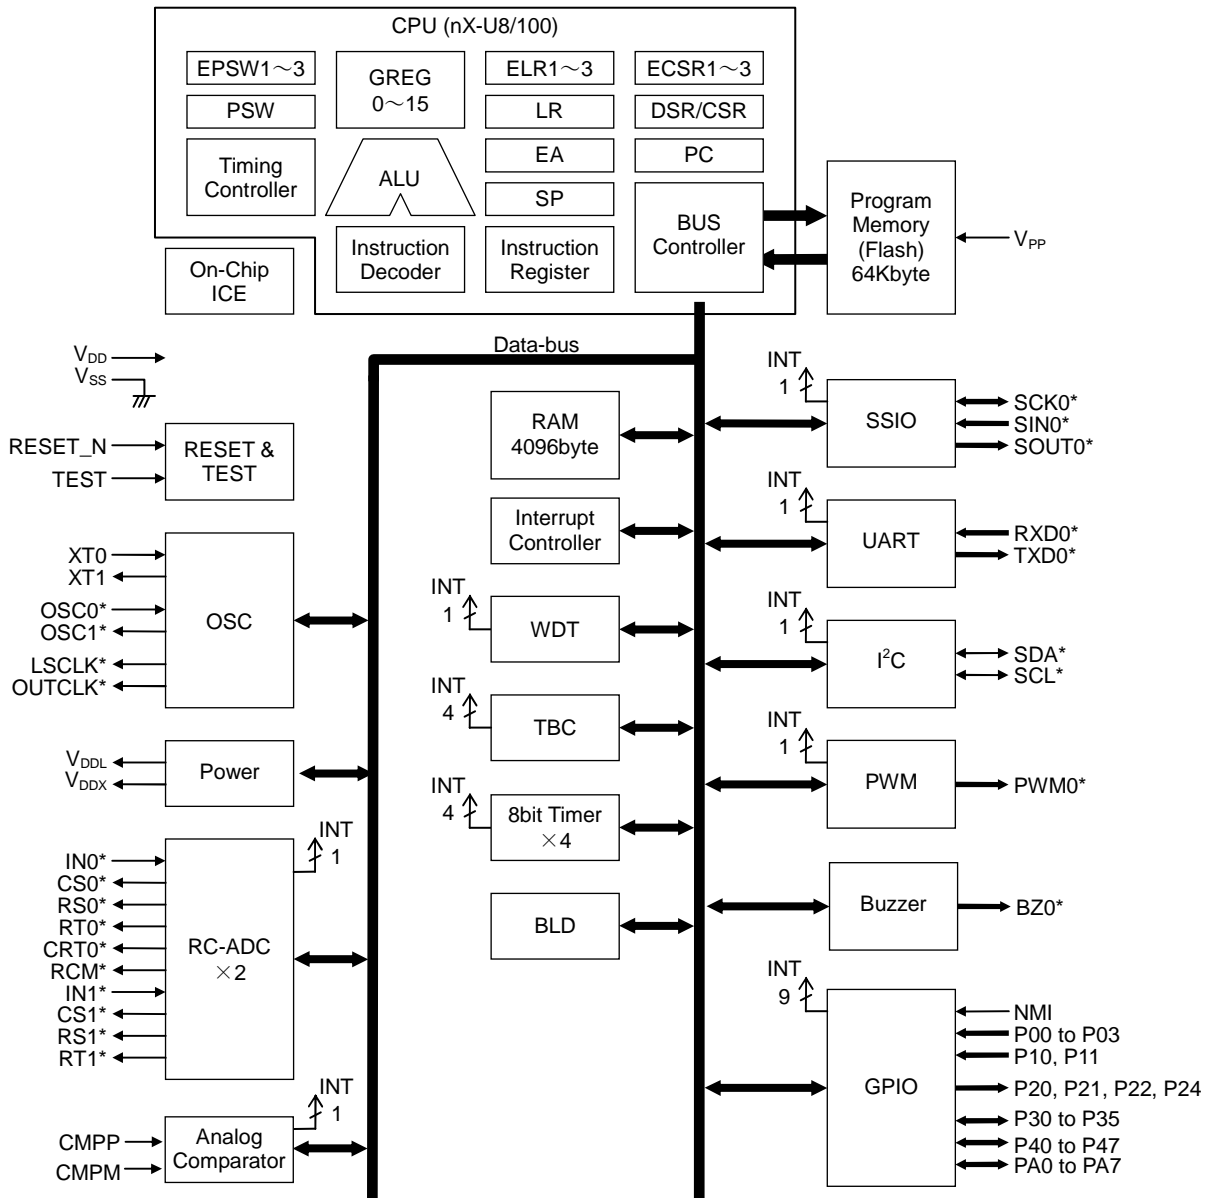 CPU (nX-U8/100)
EPSW1～3
GREG
0～15
ELR1～3
ECSR1～3
PSW
LR
DSR/CSR
Timing
Controller
ALU
EA
PC
SP
BUS
Controller
Instruction
Decoder
Instruction
Register
On-Chip
ICE
Program
Memory
(Flash)
64Kbyte
VPP
Data-bus
VDD
VSS
RESET_N
TEST
RESET &
TEST
XT0
XT1
OSC0*
OSC1*
LSCLK*
OUTCLK*
OSC
VDDL
VDDX
Power
IN0*
CS0*
RS0*
RT0*
CRT0*
RCM*
IN1*
CS1*
RS1*
RT1*
RC-ADC
×2
INT
1
CMPP
CMPM
Analog
Comparator
INT
1
RAM
4096byte
Interrupt
Controller
INT
1
WDT
INT
4
TBC
INT
4
8bit Timer
×4
BLD
INT
1
SSIO
SCK0*
SIN0*
SOUT0*
INT
1
UART
RXD0*
TXD0*
INT
1
I²C
SDA*
SCL*
INT
1
PWM
PWM0*
Buzzer
BZ0*
INT
9
GPIO
NMI
P00 to P03
P10, P11
P20, P21, P22, P24
P30 to P35
P40 to P47
PA0 to PA7